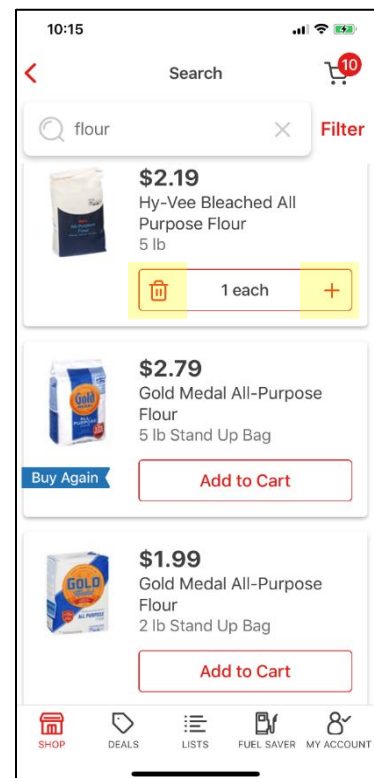 10:15
Search
10
flour
Filter
$2.19
Hy-Vee Bleached All
Purpose Flour
5 lb
1 each
$2.79
Gold Medal All-Purpose
Flour
5 lb Stand Up Bag
Buy Again
Add to Cart
Gold
$1.99
Gold Medal All-Purpose
Flour
2 lb Stand Up Bag
GOLD
Add to Cart
SHOP
DEALS
LISTS
FUEL SAVER
MY ACCOUNT